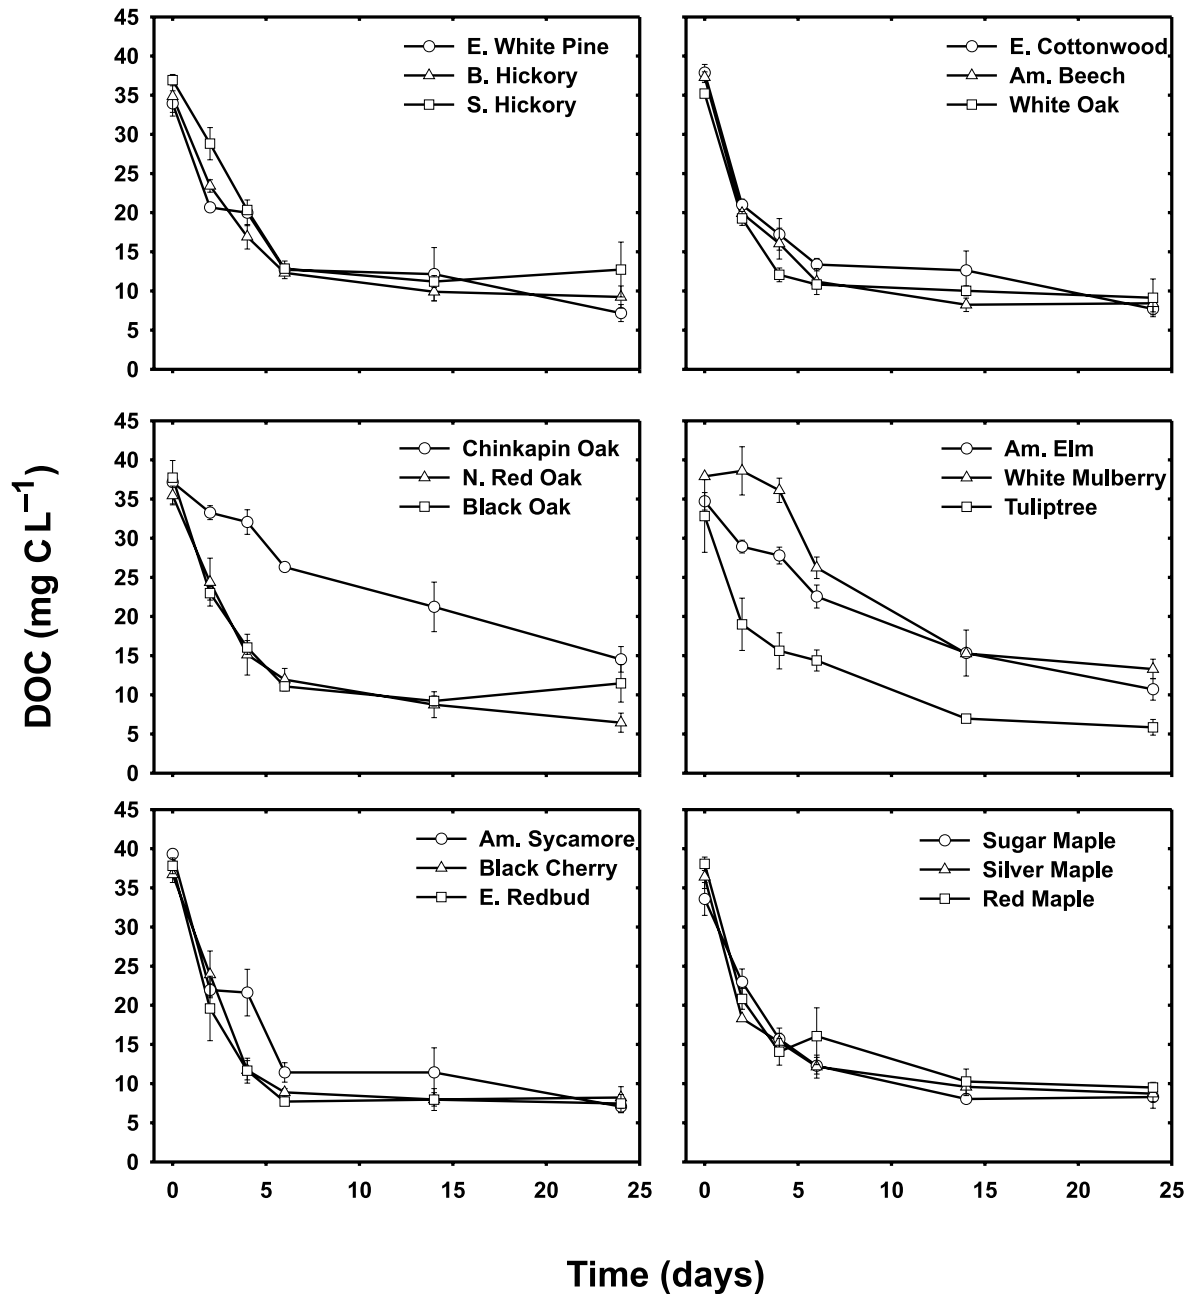 45
40
35
30
25
20
15
10
5
0
E. White Pine
B. Hickory
S. Hickory
E. Cottonwood
Am. Beech
White Oak
45
40
35
30
25
20
15
10
5
0
Chinkapin Oak
N. Red Oak
Black Oak
Am. Elm
White Mulberry
Tuliptree
DOC (mg C L⁻¹)
45
40
35
30
25
20
15
10
5
0
Am. Sycamore
Black Cherry
E. Redbud
Sugar Maple
Silver Maple
Red Maple
0 5 10 15 20 25
0 5 10 15 20 25
Time (days)